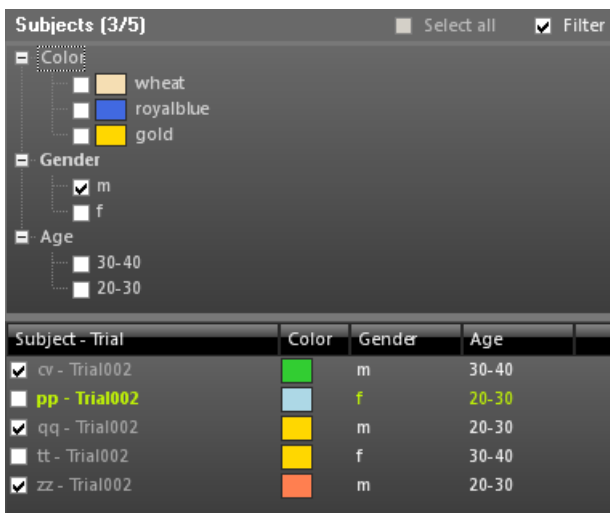 Subjects (3/5) Select all Filter
Color
wheat
royalblue
gold
Gender
m
f
Age
30-40
20-30
Subject - Trial Color Gender Age
cv - Trial002 m 30-40
pp - Trial002 f 20-30
qq - Trial002 m 20-30
tt - Trial002 f 30-40
zz - Trial002 m 20-30